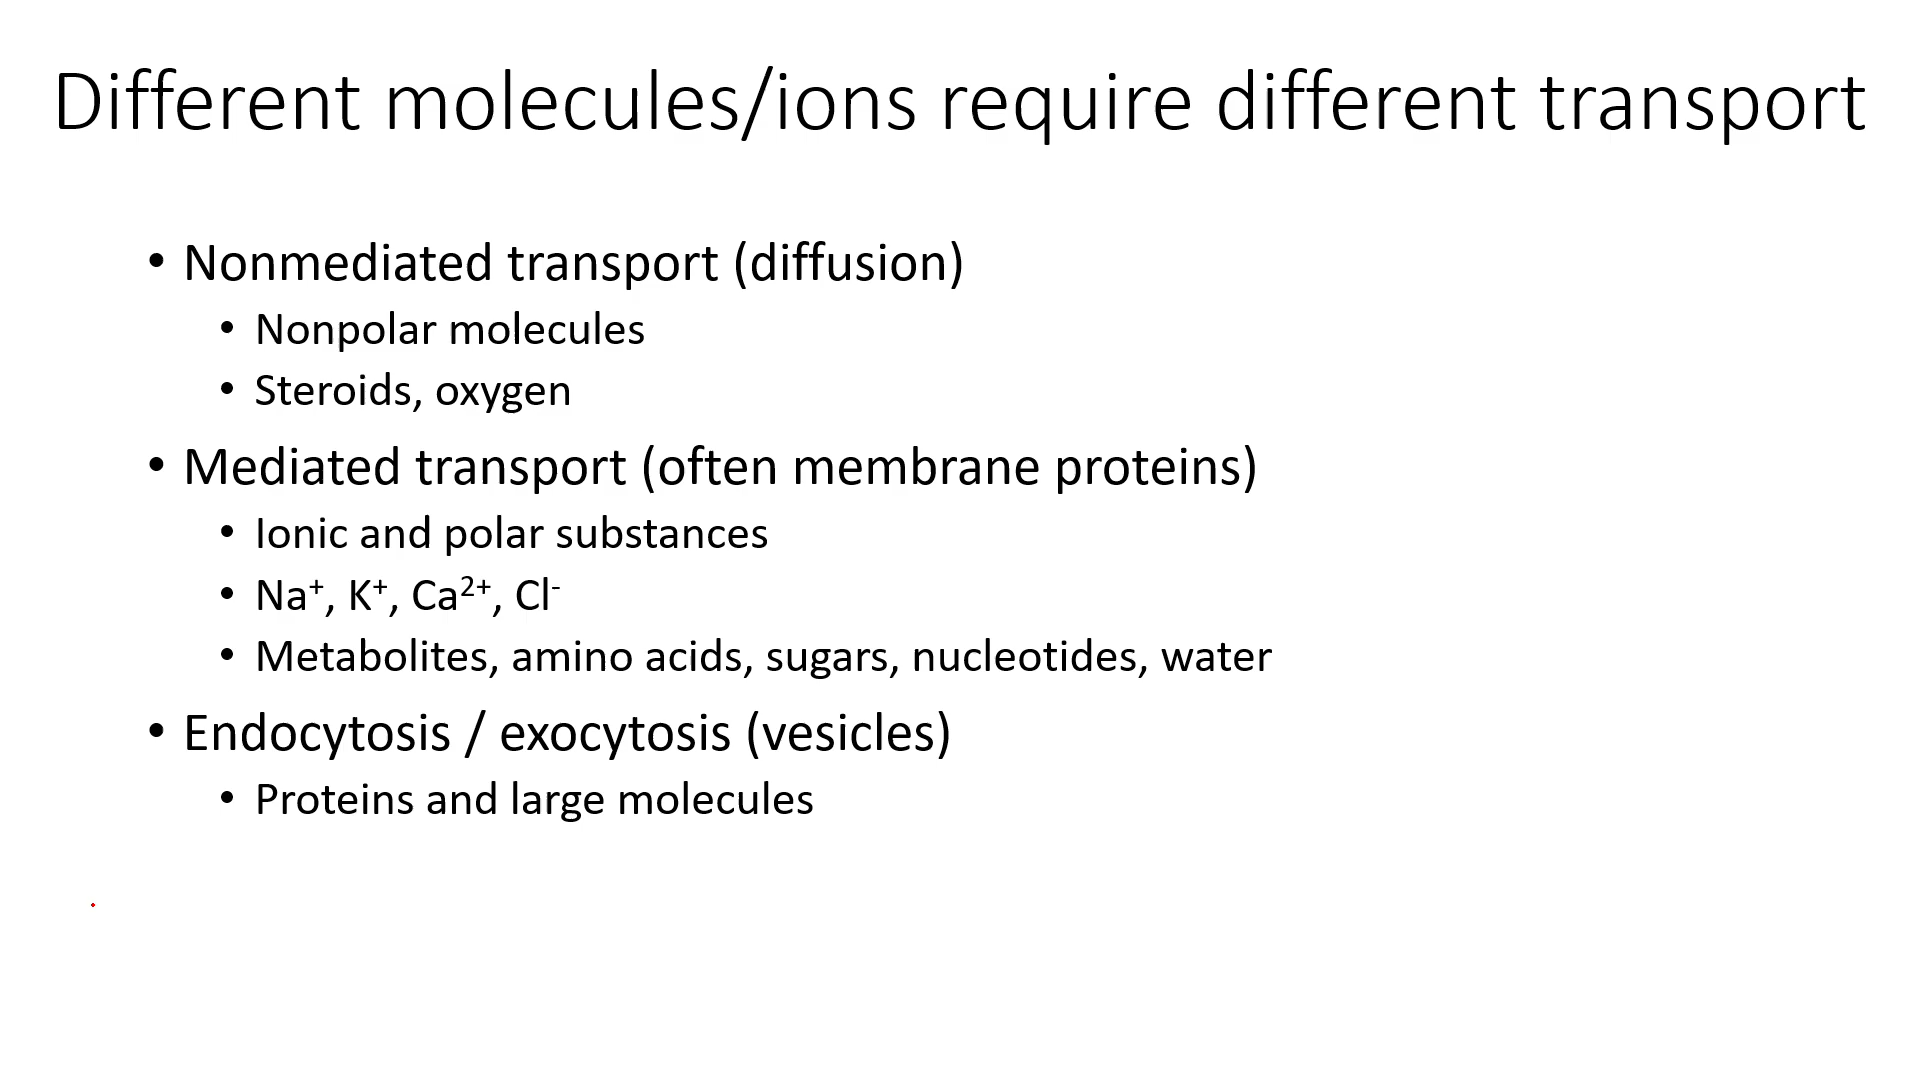 Different molecules/ions require different transport
• Nonmediated transport (diffusion)
• Nonpolar molecules
• Steroids, oxygen
• Mediated transport (often membrane proteins)
• Ionic and polar substances
• Na⁺, K⁺, Ca²⁺, Cl⁻
• Metabolites, amino acids, sugars, nucleotides, water
• Endocytosis / exocytosis (vesicles)
• Proteins and large molecules